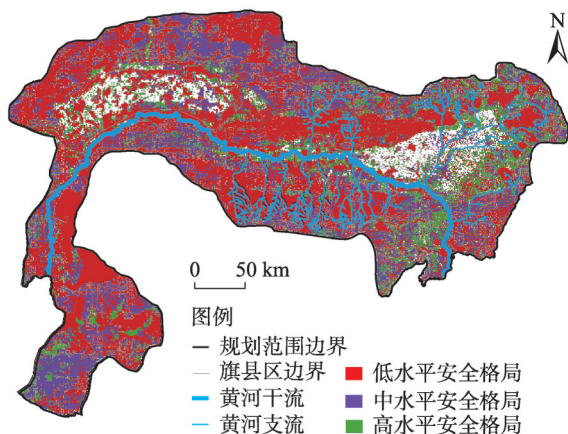 N
0 50 km
图例
规划范围边界
旗县区边界 低水平安全格局
黄河干流 中水平安全格局
黄河支流 高水平安全格局